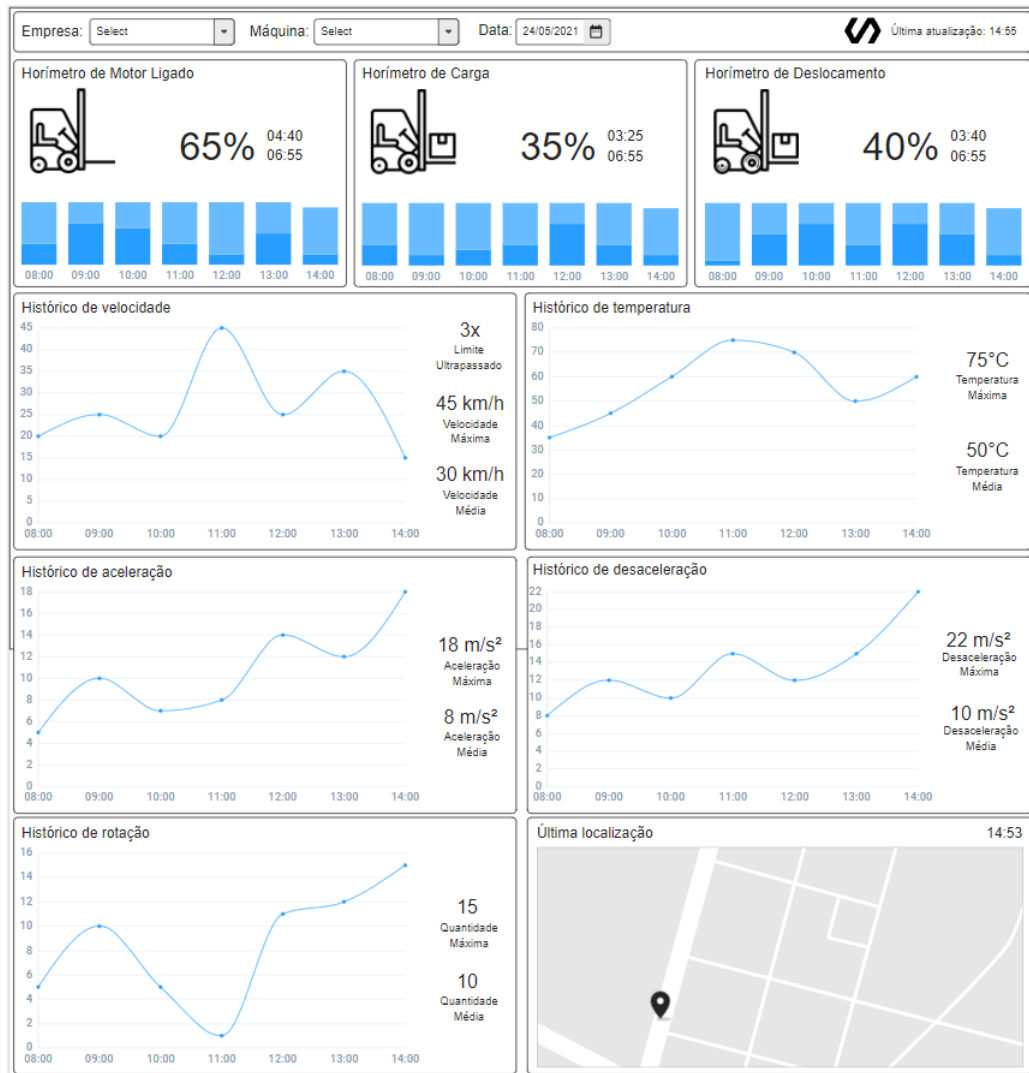 Empresa: Select Máquina: Select Data: 24/05/2021 Última atualização: 14:55
Horímetro de Motor Ligado
65%
04:40
06:55
08:00 09:00 10:00 11:00 12:00 13:00 14:00
Horímetro de Carga
35%
03:25
06:55
08:00 09:00 10:00 11:00 12:00 13:00 14:00
Horímetro de Deslocamento
40%
03:40
06:55
08:00 09:00 10:00 11:00 12:00 13:00 14:00
Histórico de velocidade
45
40
35
30
25
20
15
10
5
0
08:00 09:00 10:00 11:00 12:00 13:00 14:00
3x
Limite
Ultrapassado
45 km/h
Velocidade
Máxima
30 km/h
Velocidade
Média
Histórico de temperatura
80
70
60
50
40
30
20
10
0
08:00 09:00 10:00 11:00 12:00 13:00 14:00
75°C
Temperatura
Máxima
50°C
Temperatura
Média
Histórico de aceleração
18
16
14
12
10
8
6
4
2
0
08:00 09:00 10:00 11:00 12:00 13:00 14:00
18 m/s²
Aceleração
Máxima
8 m/s²
Aceleração
Média
Histórico de desaceleração
22
20
18
16
14
12
10
8
6
4
2
0
08:00 09:00 10:00 11:00 12:00 13:00 14:00
22 m/s²
Desaceleração
Máxima
10 m/s²
Desaceleração
Média
Histórico de rotação
16
14
12
10
8
6
4
2
0
08:00 09:00 10:00 11:00 12:00 13:00 14:00
15
Quantidade
Máxima
10
Quantidade
Média
Última localização 14:53